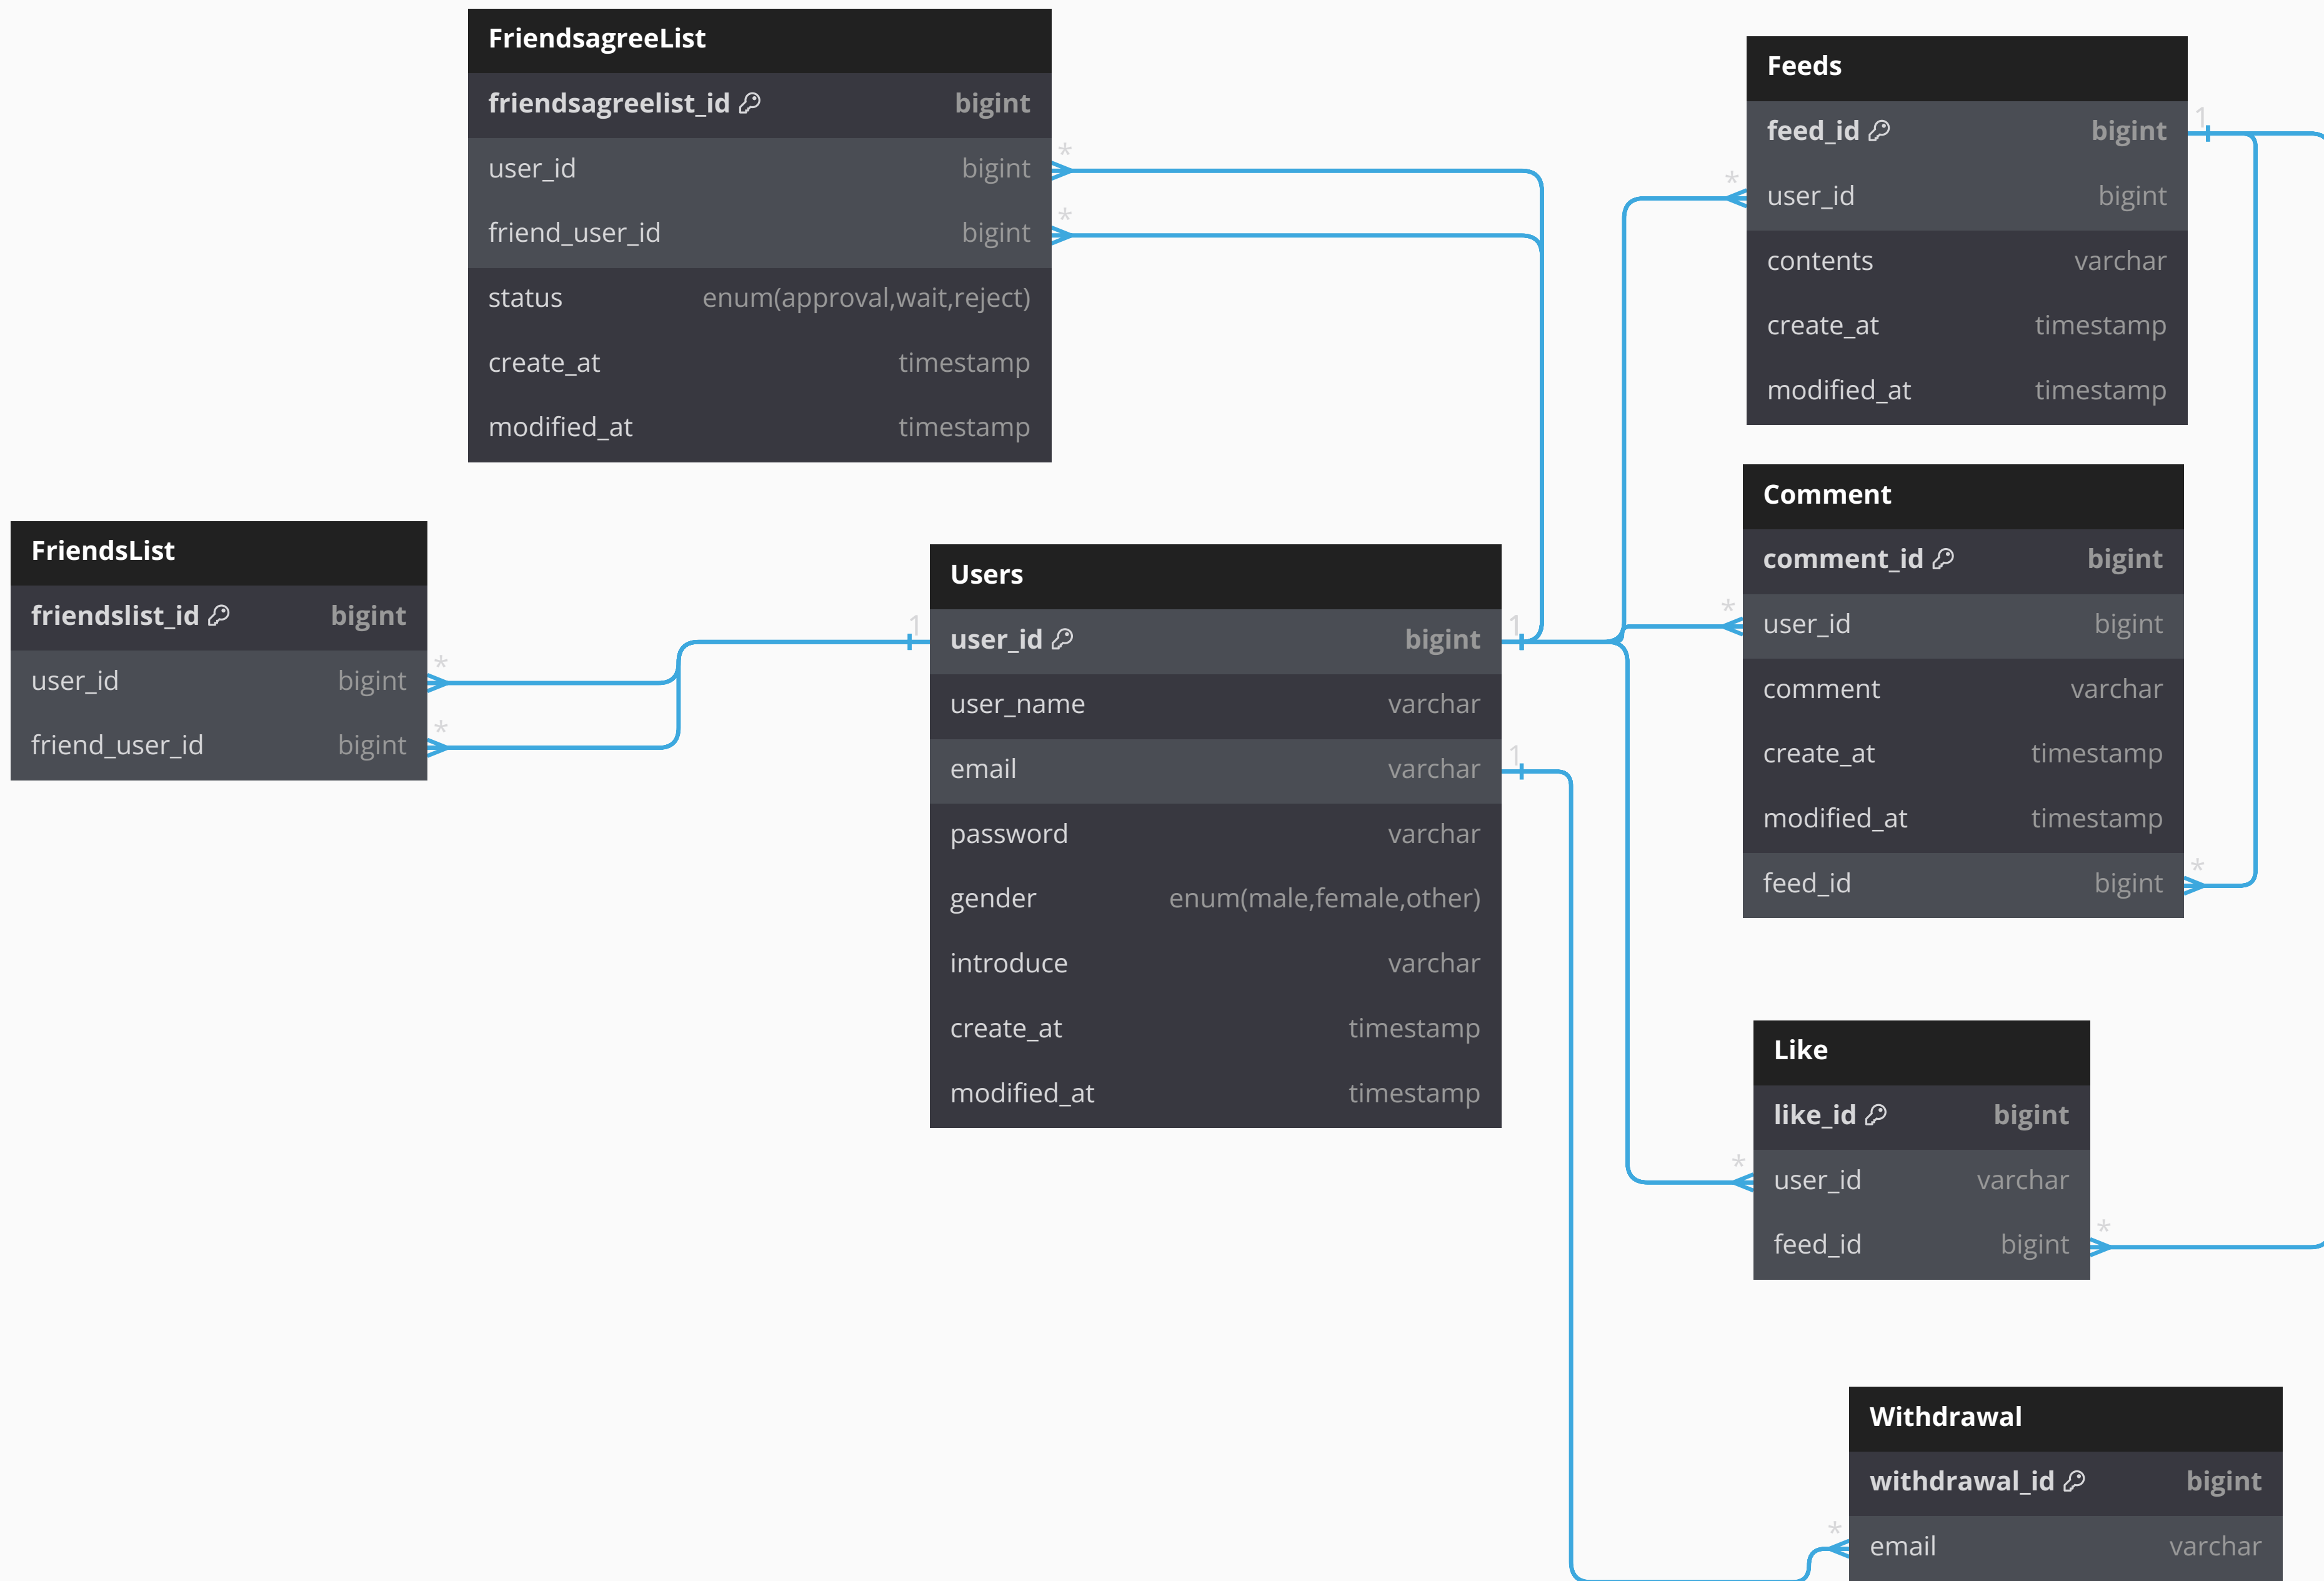 FriendsagreeList
friendsagreelist_id bigint
user_id bigint *
friend_user_id bigint *
status enum(approval,wait,reject)
create_at timestamp
modified_at timestamp
FriendsList
friendslist_id bigint
user_id bigint *
friend_user_id bigint *
Users
1 user_id bigint 1
user_name varchar
email varchar 1
password varchar
gender enum(male,female,other)
introduce varchar
create_at timestamp
modified_at timestamp
Feeds
feed_id bigint 1
* user_id bigint
contents varchar
create_at timestamp
modified_at timestamp
Comment
comment_id bigint
* user_id bigint
comment varchar
create_at timestamp
modified_at timestamp
feed_id bigint *
Like
like_id bigint
* user_id varchar
feed_id bigint *
Withdrawal
withdrawal_id bigint
* email varchar